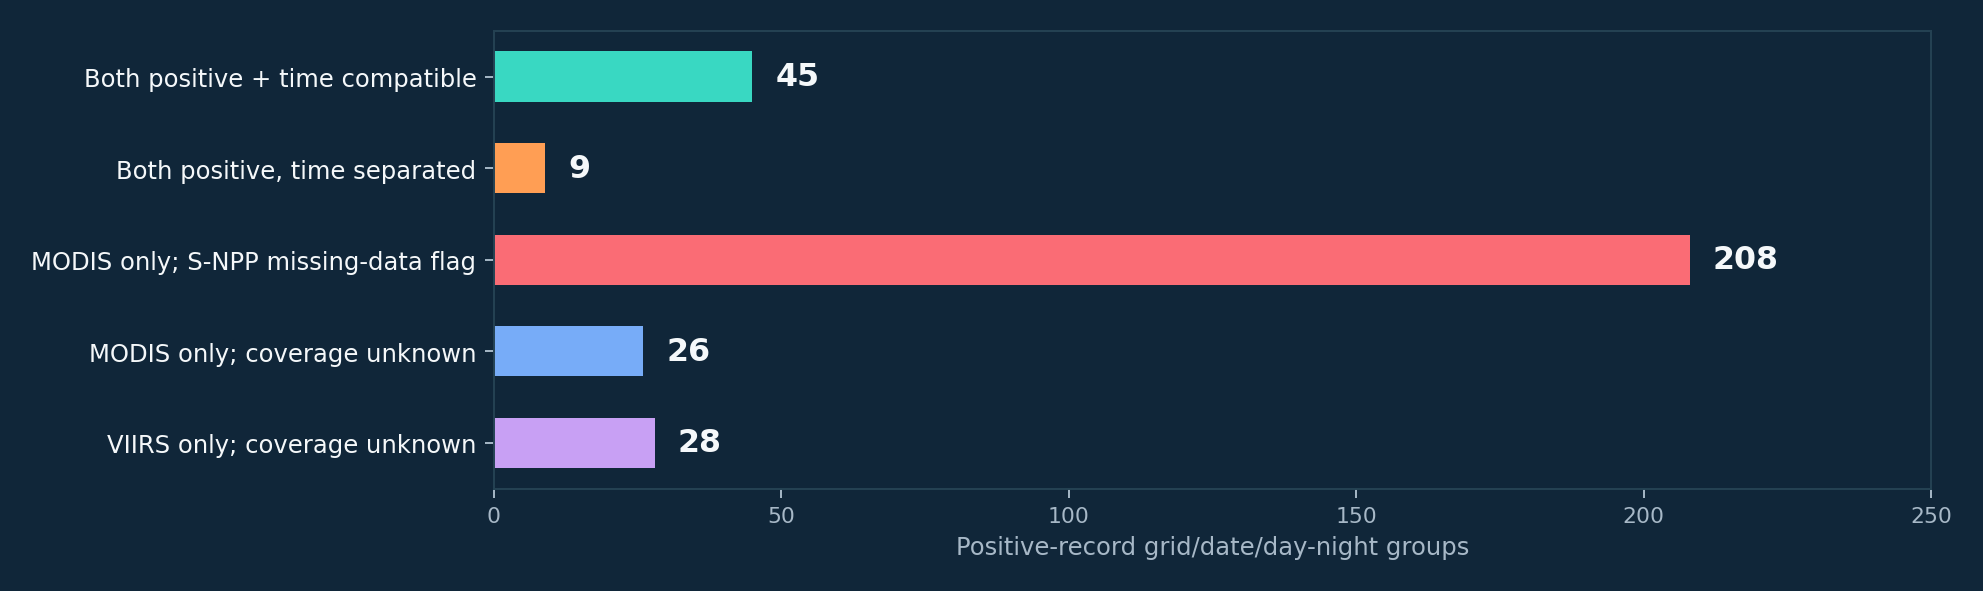 Both positive + time compatible
45
Both positive, time separated
9
MODIS only; S-NPP missing-data flag
208
MODIS only; coverage unknown
26
VIIRS only; coverage unknown
28
0 50 100 150 200 250
Positive-record grid/date/day-night groups